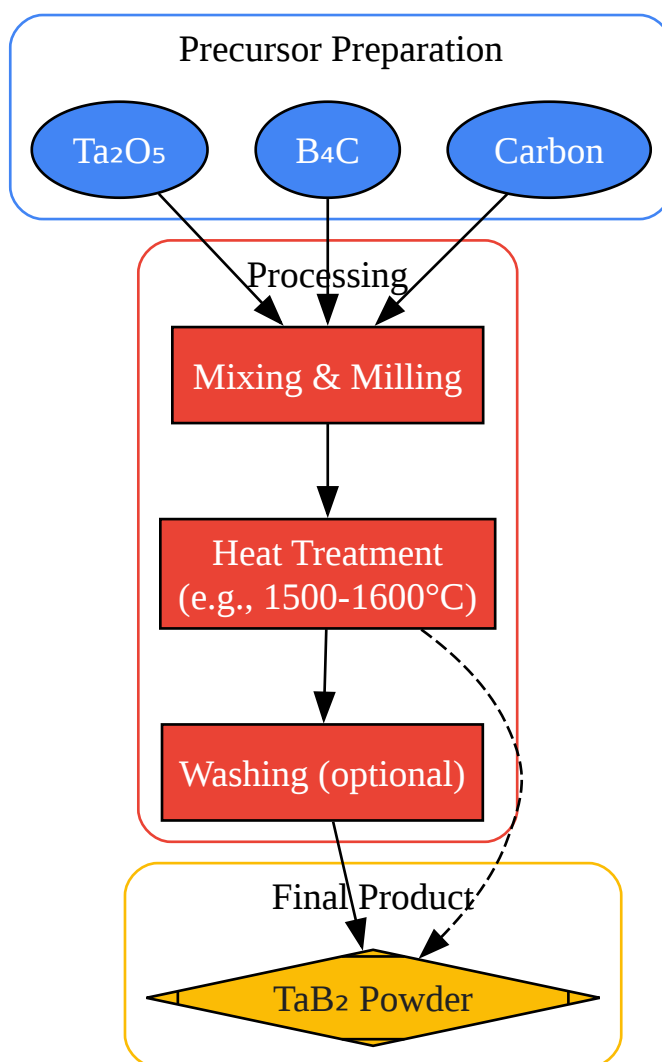 Precursor Preparation
Ta₂O₅
B₄C
Carbon
Processing
Mixing & Milling
Heat Treatment
(e.g., 1500-1600°C)
Washing (optional)
Final Product
TaB₂ Powder